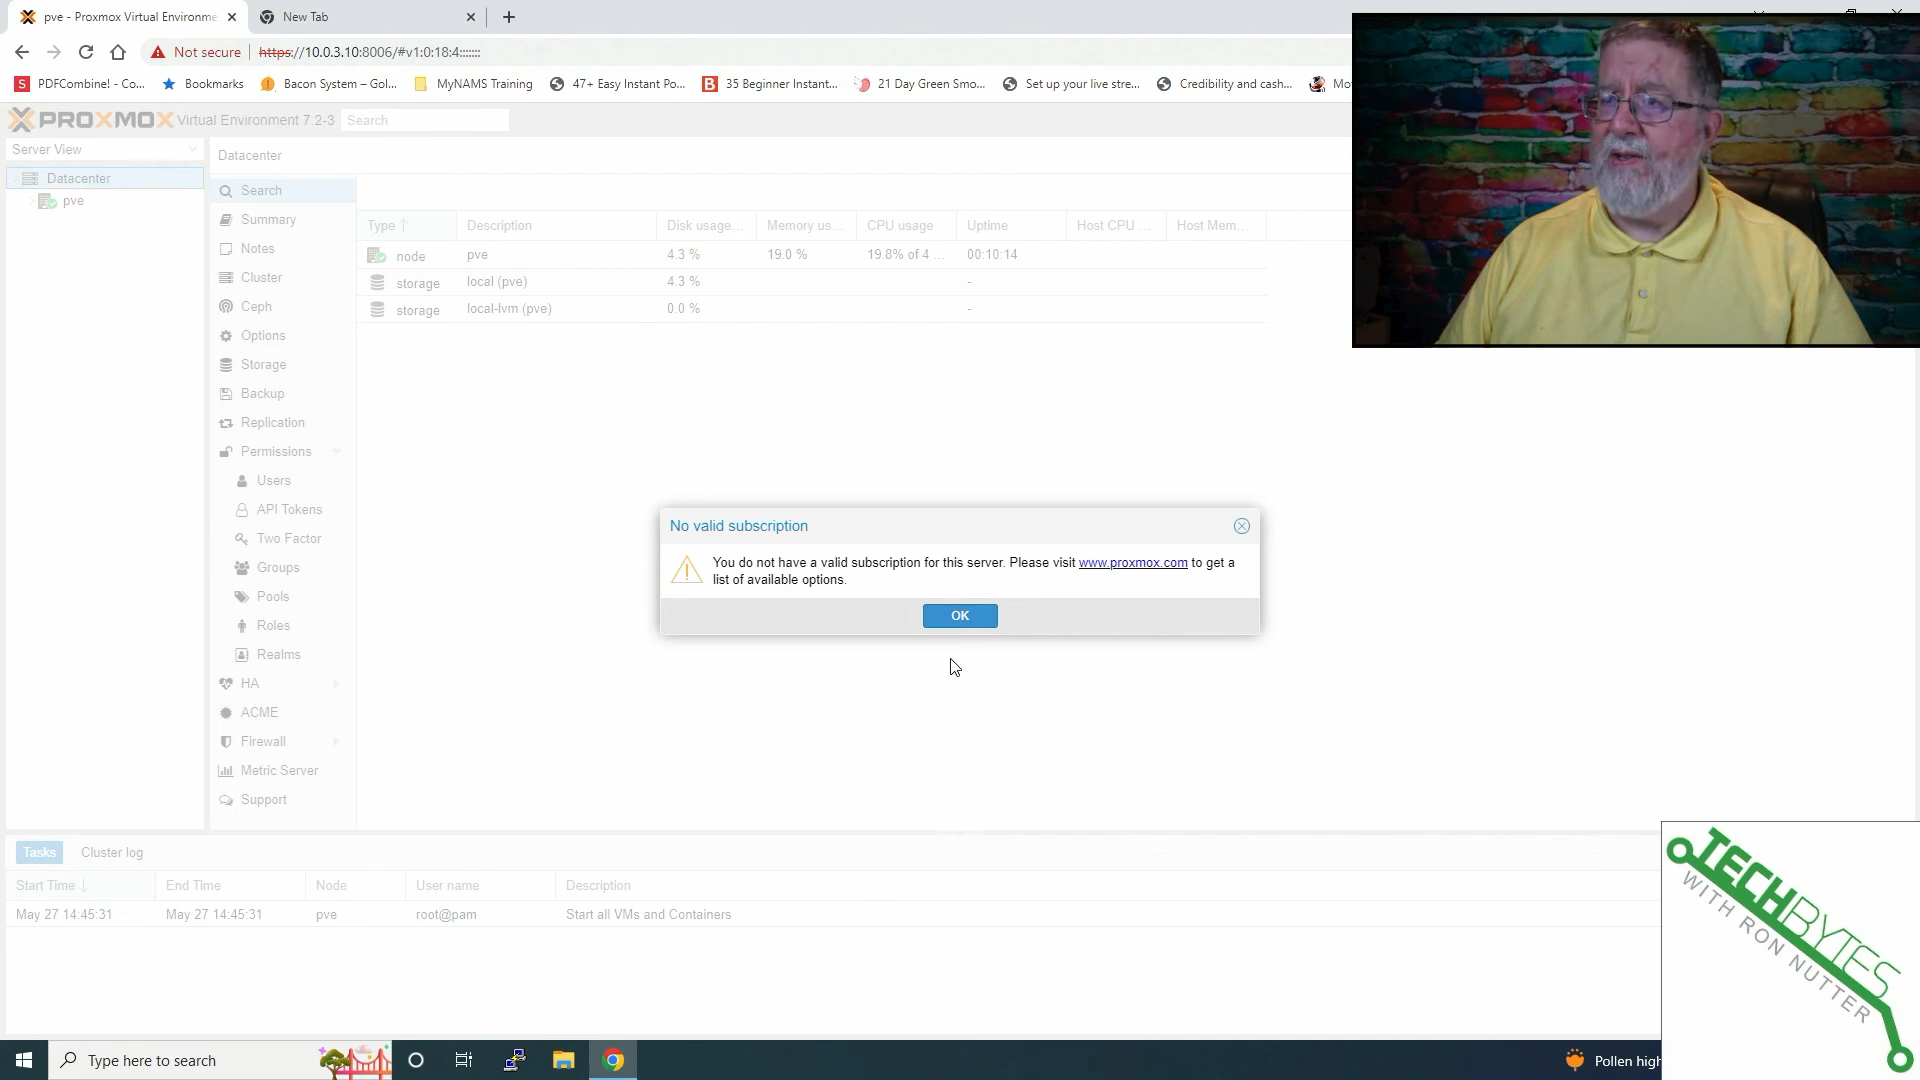 pve - Proxmox Virtual Environme
New Tab
Not secure
https://10.0.3.10:8006/#v1:0:18:4:::::::
PDFCombine! - Co...
Bookmarks
Bacon System – Gol...
MyNAMS Training
47+ Easy Instant Po...
35 Beginner Instant...
21 Day Green Smo...
Set up your live stre...
Credibility and cash...
Mo
PROXMOX Virtual Environment 7.2-3
Search
Server View
Datacenter
pve
Datacenter
Search
Summary
Notes
Cluster
Ceph
Options
Storage
Backup
Replication
Permissions
Users
API Tokens
Two Factor
Groups
Pools
Roles
Realms
HA
ACME
Firewall
Metric Server
Support
Type Description Disk usage... Memory us... CPU usage Uptime Host CPU ... Host Mem...
node pve 4.3 % 19.0 % 19.8% of 4 ... 00:10:14
storage local (pve) 4.3 % -
storage local-lvm (pve) 0.0 % -
No valid subscription
You do not have a valid subscription for this server. Please visit www.proxmox.com to get a
list of available options.
OK
Tasks
Cluster log
Start Time End Time Node User name Description
May 27 14:45:31 May 27 14:45:31 pve root@pam Start all VMs and Containers
Type here to search
Pollen high
TECHBYTES
WITH RON NUTTER